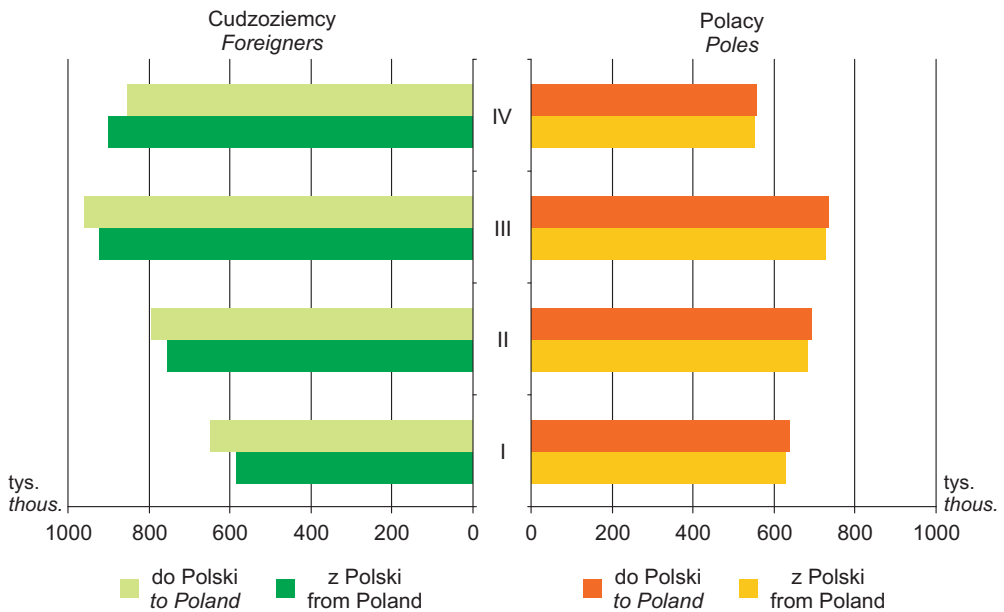 Cudzoziemcy
Foreigners
Polacy
Poles
IV
III
II
I
tys.
thous.
1000 800 600 400 200 0
tys.
thous.
0 200 400 600 800 1000
do Polski
to Poland
z Polski
from Poland
do Polski
to Poland
z Polski
from Poland